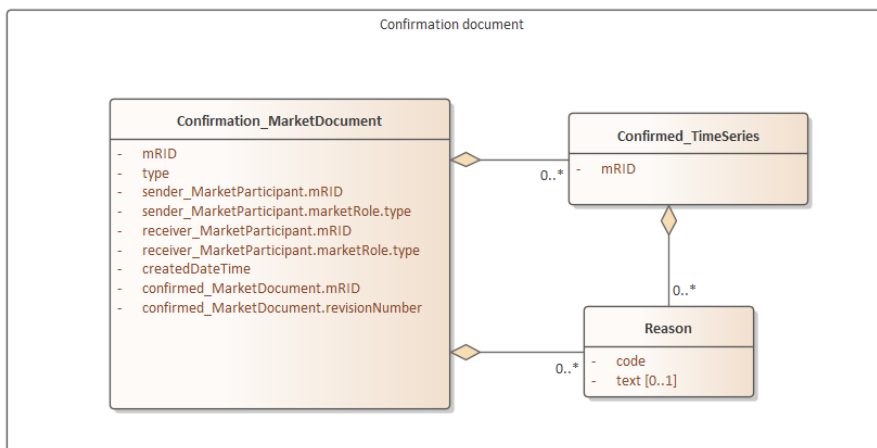 Confirmation document
Confirmation_MarketDocument
- mRID
- type
- sender_MarketParticipant.mRID
- sender_MarketParticipant.marketRole.type
- receiver_MarketParticipant.mRID
- receiver_MarketParticipant.marketRole.type
- createdDateTime
- confirmed_MarketDocument.mRID
- confirmed_MarketDocument.revisionNumber
Confirmed_TimeSeries
0..*
- mRID
0..*
Reason
0..*
- code
- text [0..1]